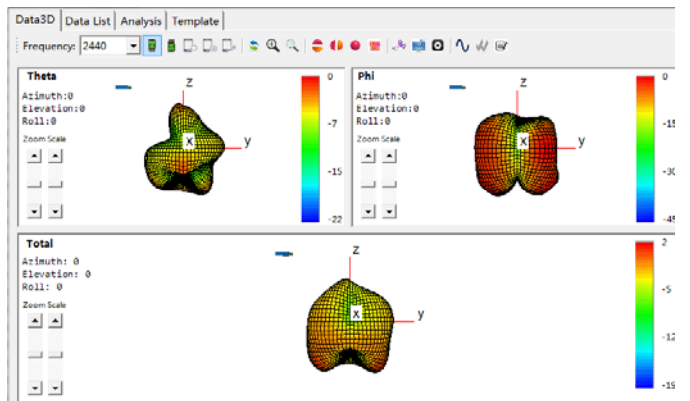 Data3D Data List Analysis Template
Frequency: 2440
Theta
Azimuth:0
Elevation:0
Roll:0
Zoom Scale
z
x
y
0
-7
-15
-22
Phi
Azimuth:0
Elevation:0
Roll:0
Zoom Scale
z
x
y
0
-15
-30
-45
Total
Azimuth: 0
Elevation: 0
Roll: 0
Zoom Scale
z
x
y
2
-5
-12
-19